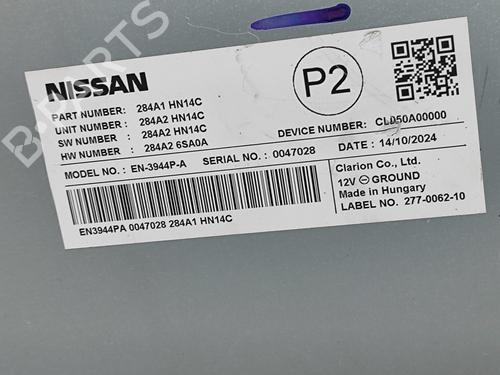 NISSAN
P2
PART NUMBER: 284A1 HN14C
UNIT NUMBER: 284A2 HN14C
SW NUMBER : 284A2 HN14C
HW NUMBER : 284A2 6SA0A
DEVICE NUMBER: CL950A00000
MODEL NO.: EN-3944P-A SERIAL NO.: 0047028 DATE : 14/10/2024
Clarion Co., Ltd.
12V ⊖ GROUND
Made in Hungary
LABEL NO. 277-0062-10
EN3944PA 0047028 284A1 HN14C
B-PARTS